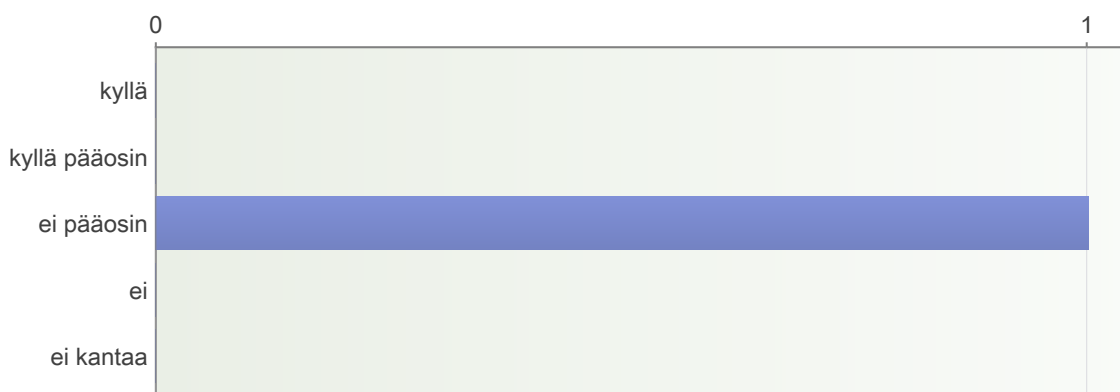 0 1
kyllä
kyllä pääosin
ei pääosin
ei
ei kantaa